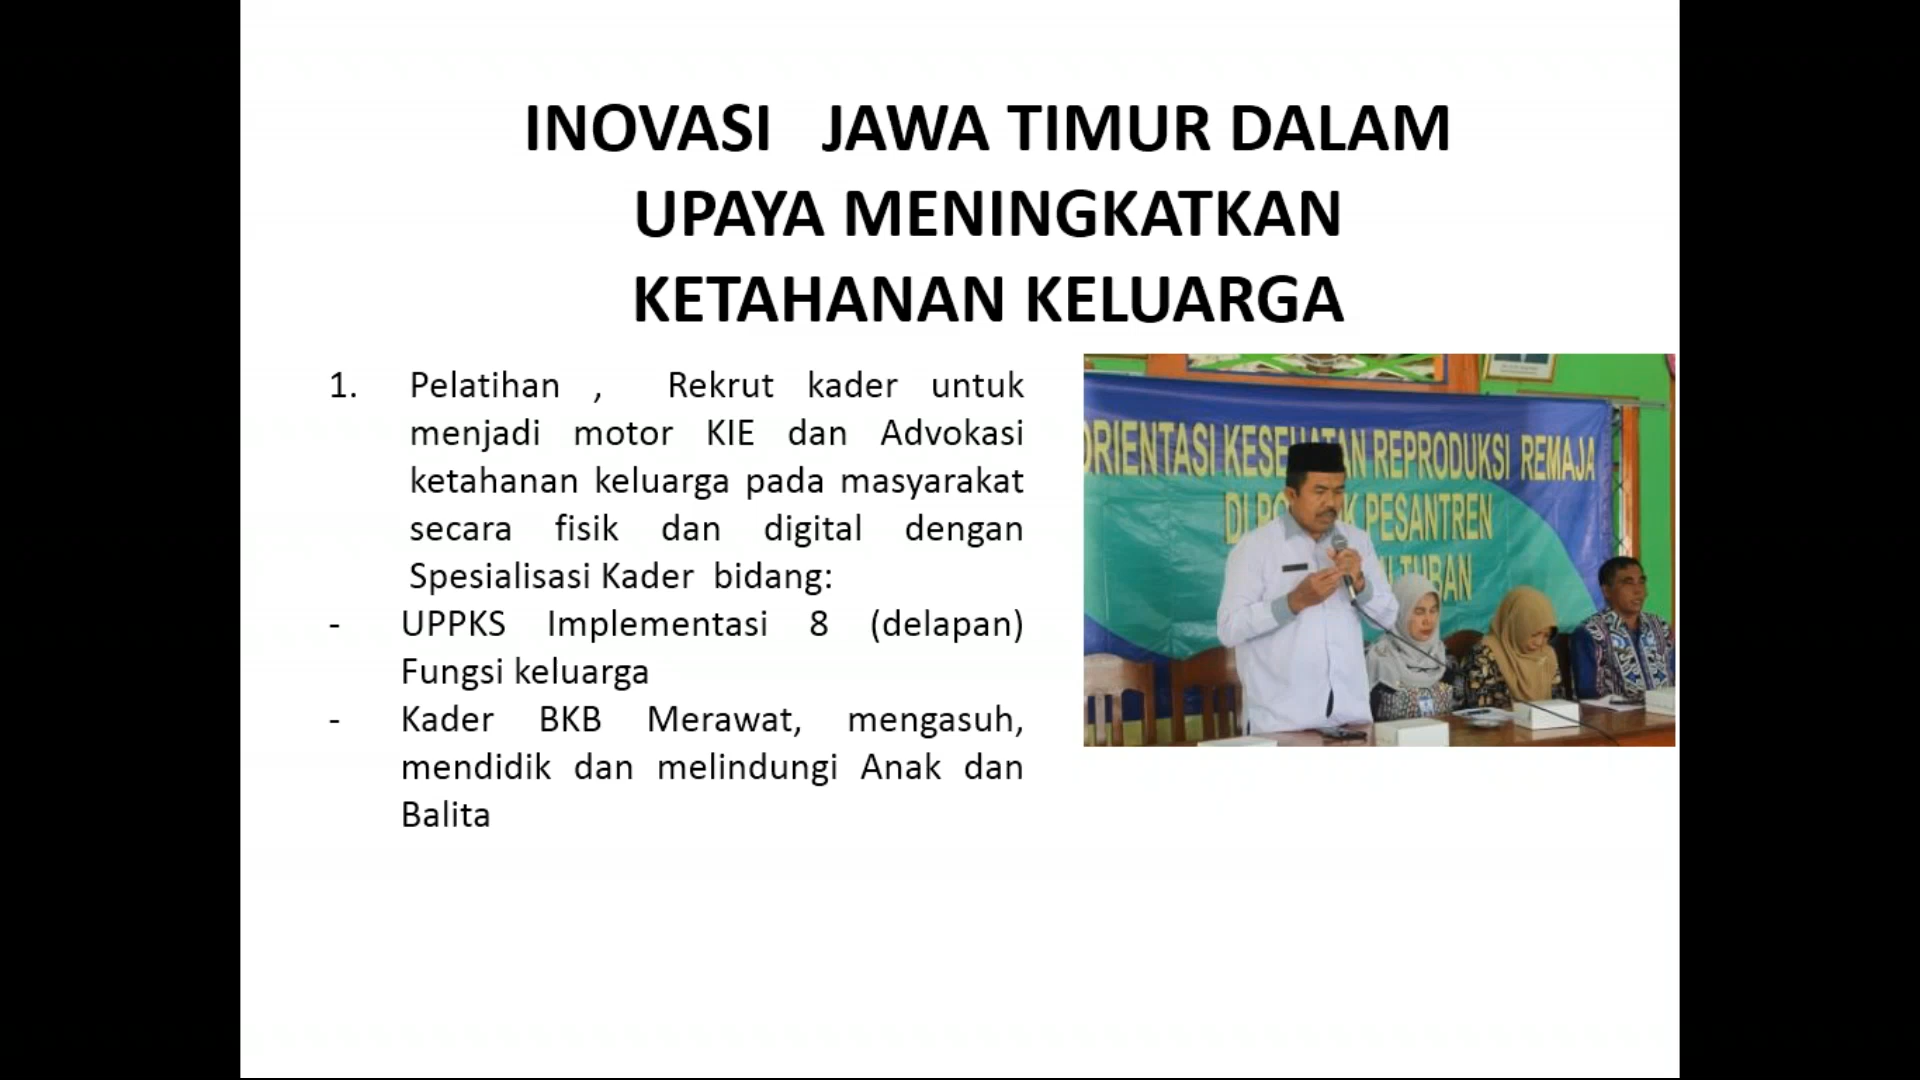 INOVASI JAWA TIMUR DALAM
UPAYA MENINGKATKAN
KETAHANAN KELUARGA
1. Pelatihan , Rekrut kader untuk
menjadi motor KIE dan Advokasi
ketahanan keluarga pada masyarakat
secara fisik dan digital dengan
Spesialisasi Kader bidang:
- UPPKS Implementasi 8 (delapan)
Fungsi keluarga
- Kader BKB Merawat, mengasuh,
mendidik dan melindungi Anak dan
Balita
ORIENTASI REPRODUKSI REMAJA
DI PESANTREN
TUBAN